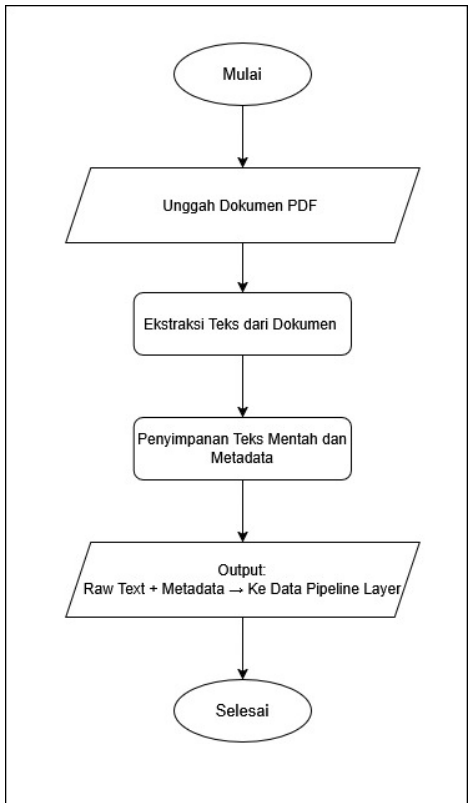 Mulai
Unggah Dokumen PDF
Ekstraksi Teks dari Dokumen
Penyimpanan Teks Mentah dan
Metadata
Output:
Raw Text + Metadata → Ke Data Pipeline Layer
Selesai